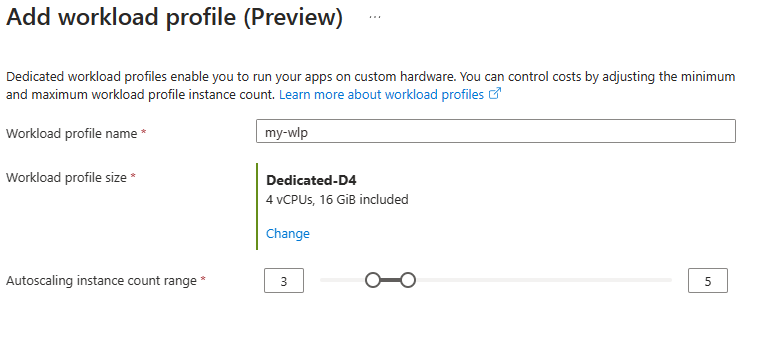 Add workload profile (Preview) ...
Dedicated workload profiles enable you to run your apps on custom hardware. You can control costs by adjusting the minimum
and maximum workload profile instance count. Learn more about workload profiles
Workload profile name * my-wlp
Workload profile size * Dedicated-D4
4 vCPUs, 16 GiB included
Change
Autoscaling instance count range * 3 5